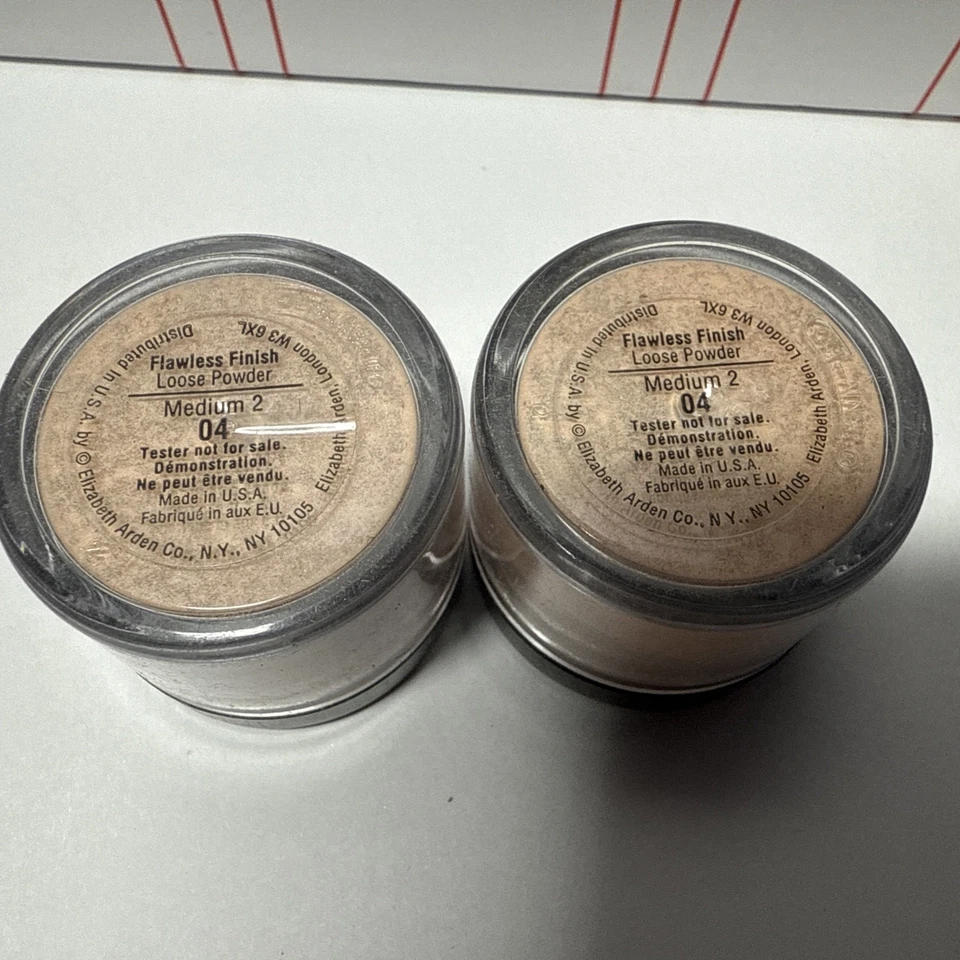 Flawless Finish
Loose Powder
Medium 2
04
Tester not for sale.
Démonstration.
Ne peut être vendu.
Made in U.S.A.
Fabriqué in aux E.U.
Distributed In U.S.A. by © Elizabeth Arden Co., N.Y., NY 10105
Elizabeth Arden, London W3 6XL
Flawless Finish
Loose Powder
Medium 2
04
Tester not for sale.
Démonstration.
Ne peut être vendu.
Made in U.S.A.
Fabriqué in aux E.U.
Distributed In U.S.A. by © Elizabeth Arden Co., N.Y., NY 10105
Elizabeth Arden, London W3 6XL